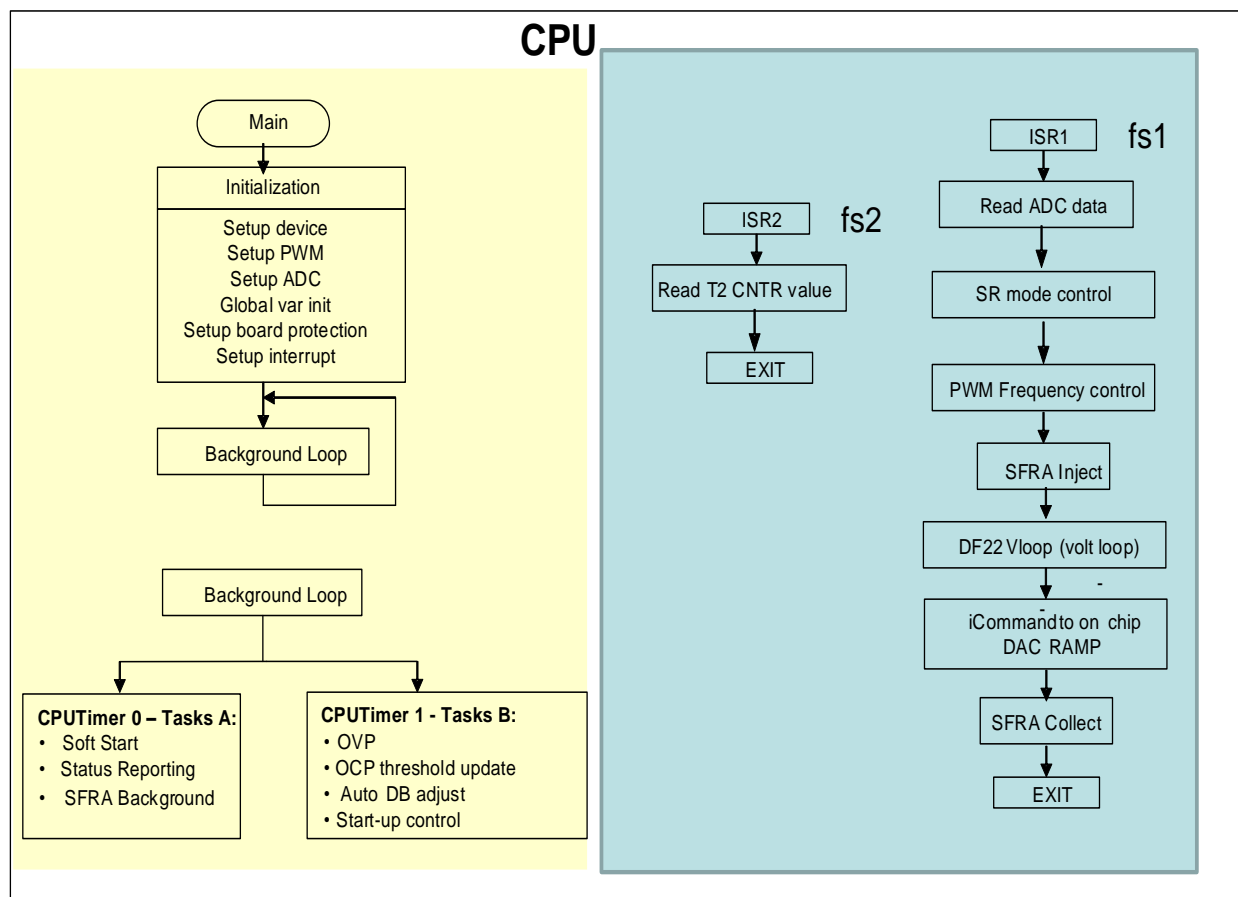 CPU
Main
Initialization
Setup device
Setup PWM
Setup ADC
Global var init
Setup board protection
Setup interrupt
Background Loop
Background Loop
CPUTimer 0 – Tasks A:
• Soft Start
• Status Reporting
• SFRA Background
CPUTimer 1 - Tasks B:
• OVP
• OCP threshold update
• Auto DB adjust
• Start-up control
ISR2
fs2
Read T2 CNTR value
EXIT
ISR1
fs1
Read ADC data
SR mode control
PWM Frequency control
SFRA Inject
DF22 Vloop (volt loop)
-
-
iCommandto on chip
DAC RAMP
SFRA Collect
EXIT